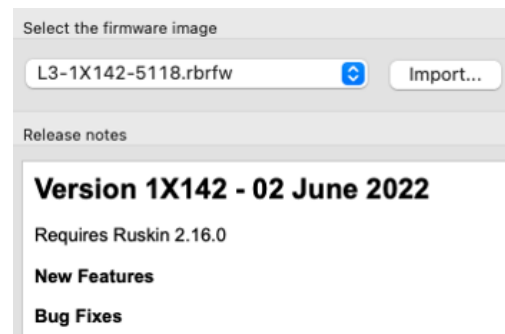 Select the firmware image
L3-1X142-5118.rbrfw
Import...
Release notes
Version 1X142 - 02 June 2022
Requires Ruskin 2.16.0
New Features
Bug Fixes